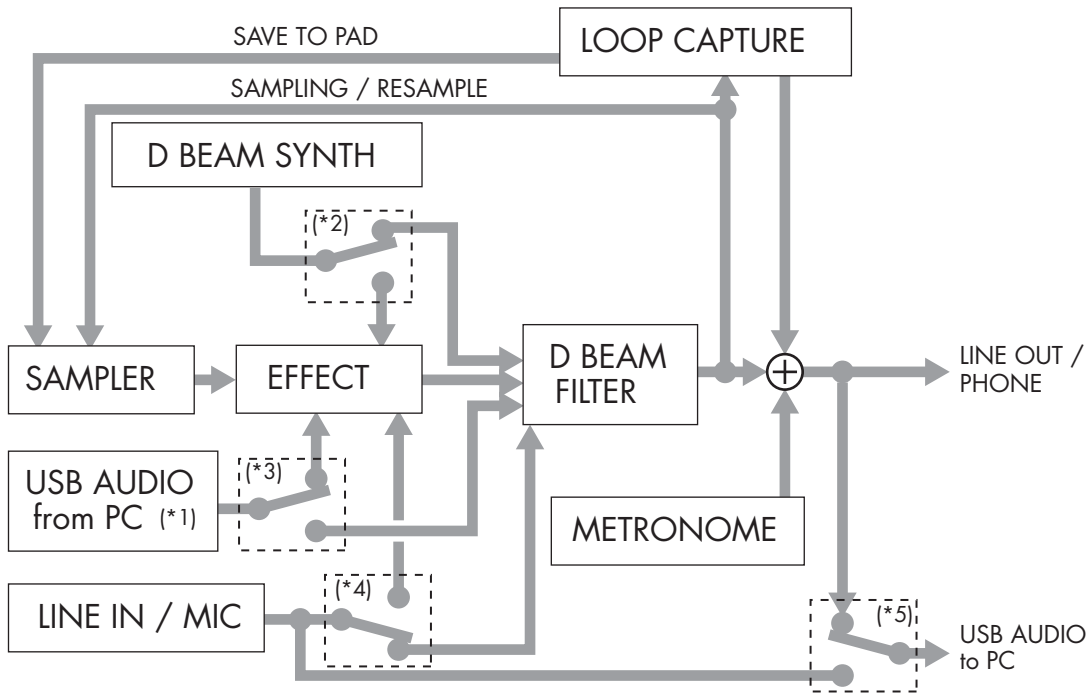 LOOP CAPTURE
SAVE TO PAD
SAMPLING / RESAMPLE
D BEAM SYNTH
(*2)
D BEAM
FILTER
LINE OUT /
PHONE
SAMPLER
EFFECT
USB AUDIO
from PC (*1)
(*3)
METRONOME
LINE IN / MIC
(*4)
(*5)
USB AUDIO
to PC